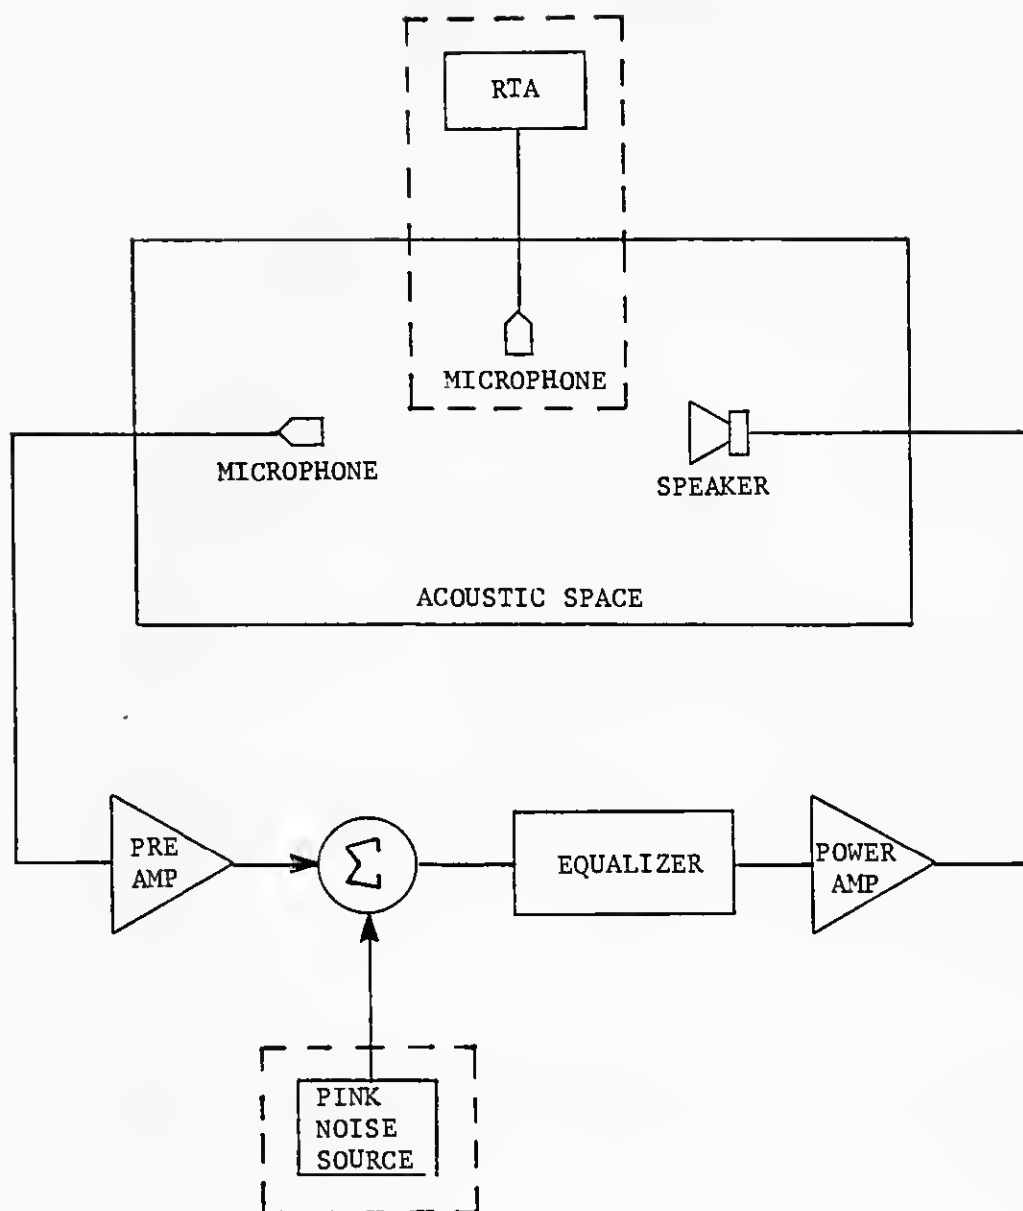 RTA
MICROPHONE
MICROPHONE
SPEAKER
ACOUSTIC SPACE
PRE
AMP
Σ
EQUALIZER
POWER
AMP
PINK
NOISE
SOURCE